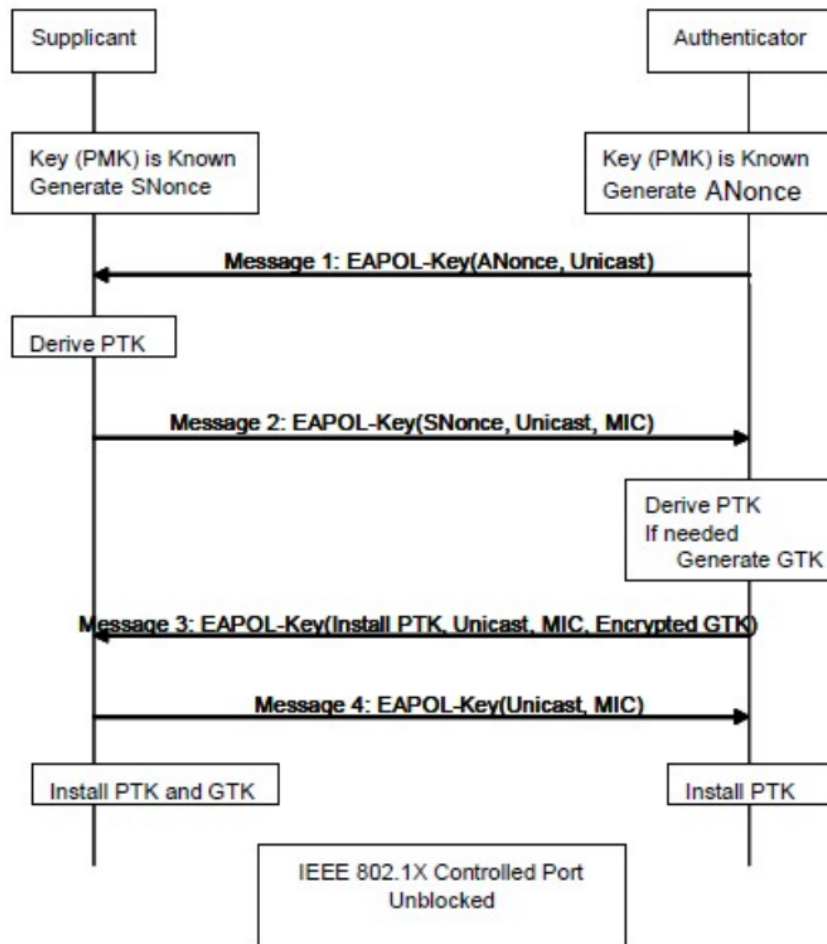 Supplicant
Authenticator
Key (PMK) is Known
Generate SNonce
Key (PMK) is Known
Generate ANonce
Message 1: EAPOL-Key(ANonce, Unicast)
Derive PTK
Message 2: EAPOL-Key(SNonce, Unicast, MIC)
Derive PTK
If needed
Generate GTK
Message 3: EAPOL-Key(Install PTK, Unicast, MIC, Encrypted GTK)
Message 4: EAPOL-Key(Unicast, MIC)
Install PTK and GTK
Install PTK
IEEE 802.1X Controlled Port
Unblocked